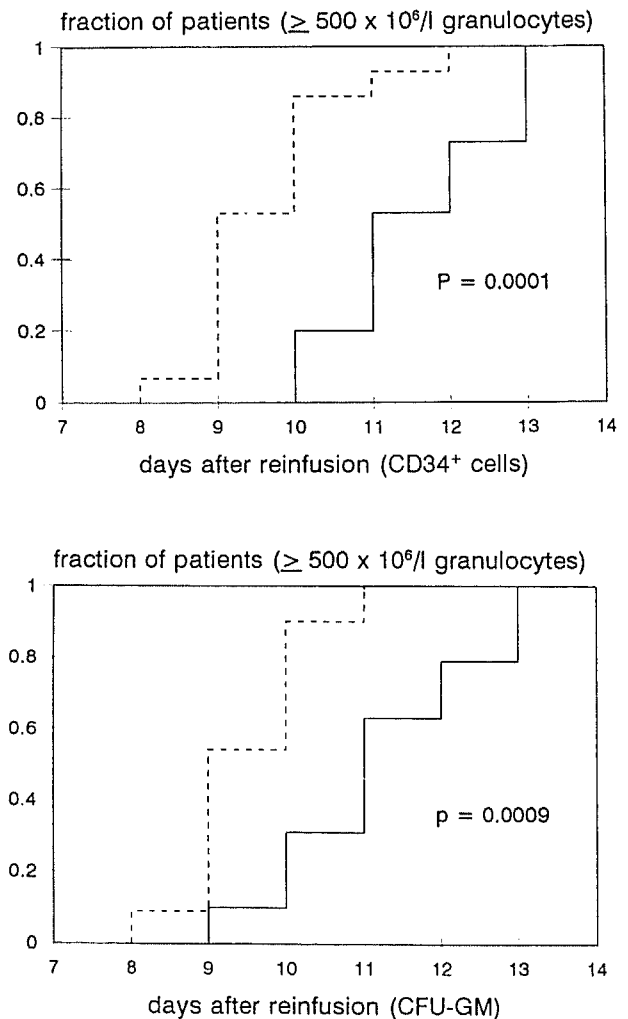 fraction of patients (≥ 500 x 10⁶/l granulocytes)
1
0.8
0.6
0.4
0.2
0
P = 0.0001
7 8 9 10 11 12 13 14
days after reinfusion (CD34⁺ cells)
fraction of patients (≥ 500 x 10⁶/l granulocytes)
1
0.8
0.6
0.4
0.2
0
p = 0.0009
7 8 9 10 11 12 13 14
days after reinfusion (CFU-GM)